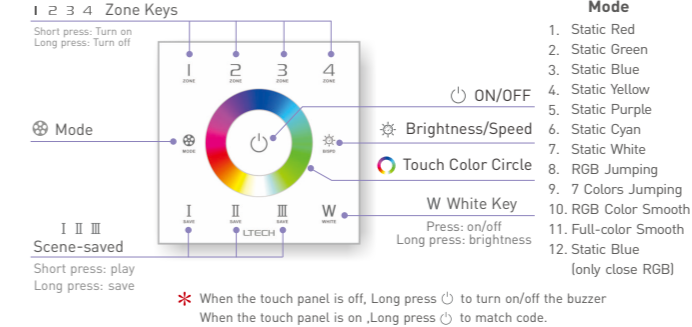 1 2 3 4 Zone Keys
Short press: Turn on
Long press: Turn off
1 2 3 4
ZONE ZONE ZONE ZONE
Mode
MODE
ON/OFF
Brightness/Speed
Touch Color Circle
I II III W
SAVE SAVE SAVE WHITE
LTECH
W White Key
Press: on/off
Long press: brightness
I II III
Scene-saved
Short press: play
Long press: save
Mode
1. Static Red
2. Static Green
3. Static Blue
4. Static Yellow
5. Static Purple
6. Static Cyan
7. Static White
8. RGB Jumping
9. 7 Colors Jumping
10. RGB Color Smooth
11. Full-color Smooth
12. Static Blue
(only close RGB)
* When the touch panel is off, Long press ⏻ to turn on/off the buzzer
When the touch panel is on ,Long press ⏻ to match code.